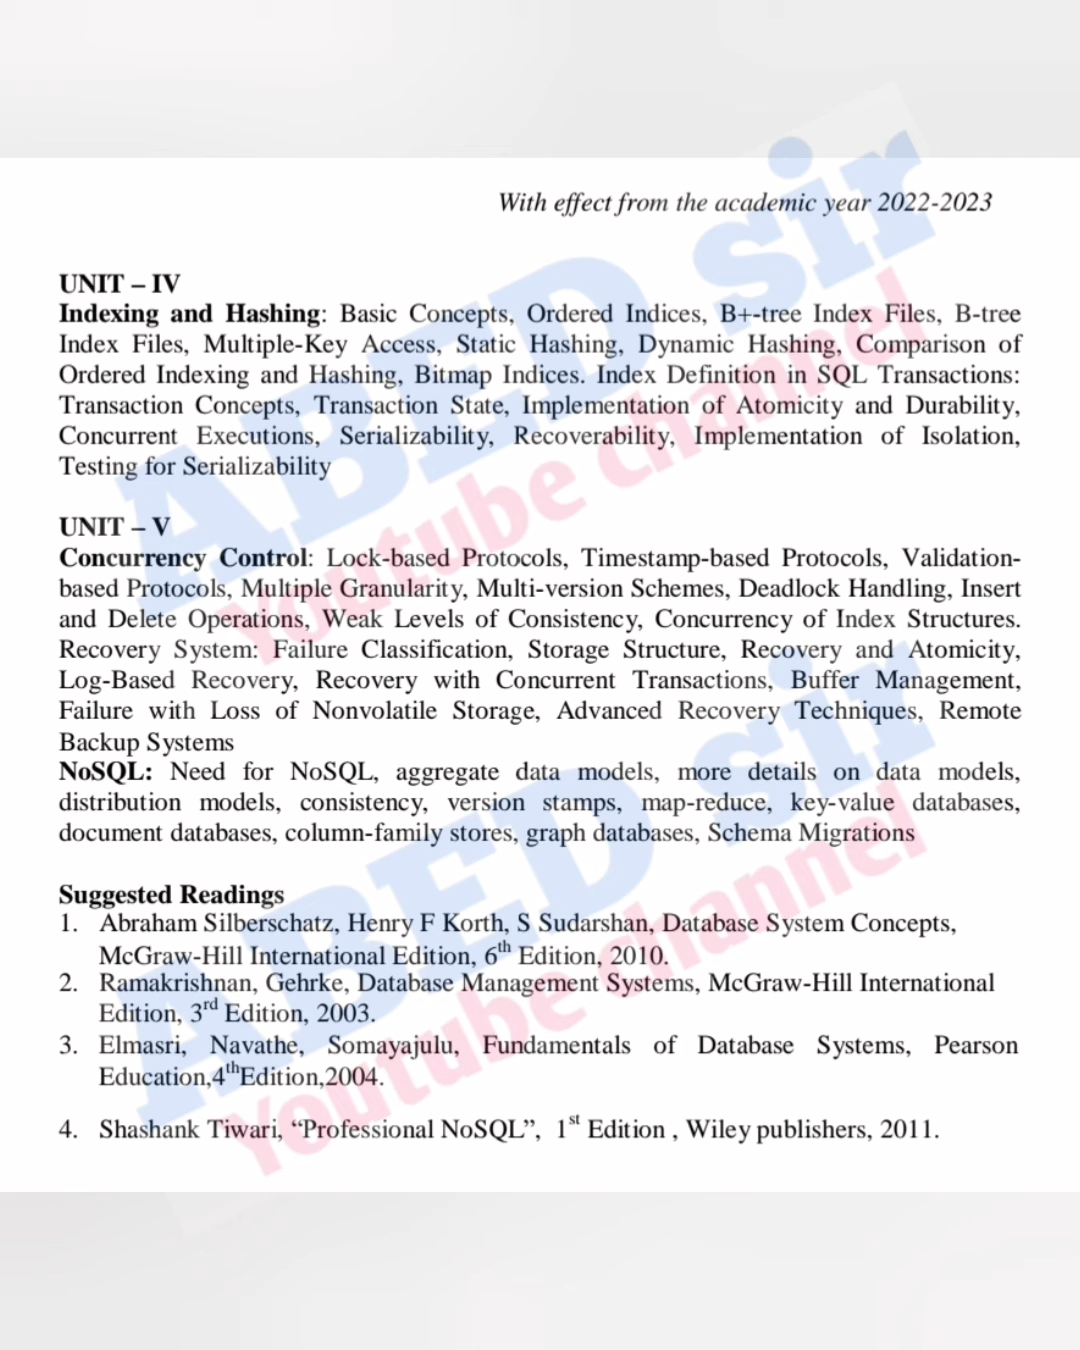 With effect from the academic year 2022-2023
UNIT – IV
Indexing and Hashing: Basic Concepts, Ordered Indices, B+-tree Index Files, B-tree
Index Files, Multiple-Key Access, Static Hashing, Dynamic Hashing, Comparison of
Ordered Indexing and Hashing, Bitmap Indices. Index Definition in SQL Transactions:
Transaction Concepts, Transaction State, Implementation of Atomicity and Durability,
Concurrent Executions, Serializability, Recoverability, Implementation of Isolation,
Testing for Serializability
UNIT – V
Concurrency Control: Lock-based Protocols, Timestamp-based Protocols, Validation-
based Protocols, Multiple Granularity, Multi-version Schemes, Deadlock Handling, Insert
and Delete Operations, Weak Levels of Consistency, Concurrency of Index Structures.
Recovery System: Failure Classification, Storage Structure, Recovery and Atomicity,
Log-Based Recovery, Recovery with Concurrent Transactions, Buffer Management,
Failure with Loss of Nonvolatile Storage, Advanced Recovery Techniques, Remote
Backup Systems
NoSQL: Need for NoSQL, aggregate data models, more details on data models,
distribution models, consistency, version stamps, map-reduce, key-value databases,
document databases, column-family stores, graph databases, Schema Migrations
Suggested Readings
1. Abraham Silberschatz, Henry F Korth, S Sudarshan, Database System Concepts,
McGraw-Hill International Edition, 6th Edition, 2010.
2. Ramakrishnan, Gehrke, Database Management Systems, McGraw-Hill International
Edition, 3rd Edition, 2003.
3. Elmasri, Navathe, Somayajulu, Fundamentals of Database Systems, Pearson
Education,4thEdition,2004.
4. Shashank Tiwari, “Professional NoSQL”, 1st Edition , Wiley publishers, 2011.
ABED sir
Youtube channel
ABED sir
Youtube channel